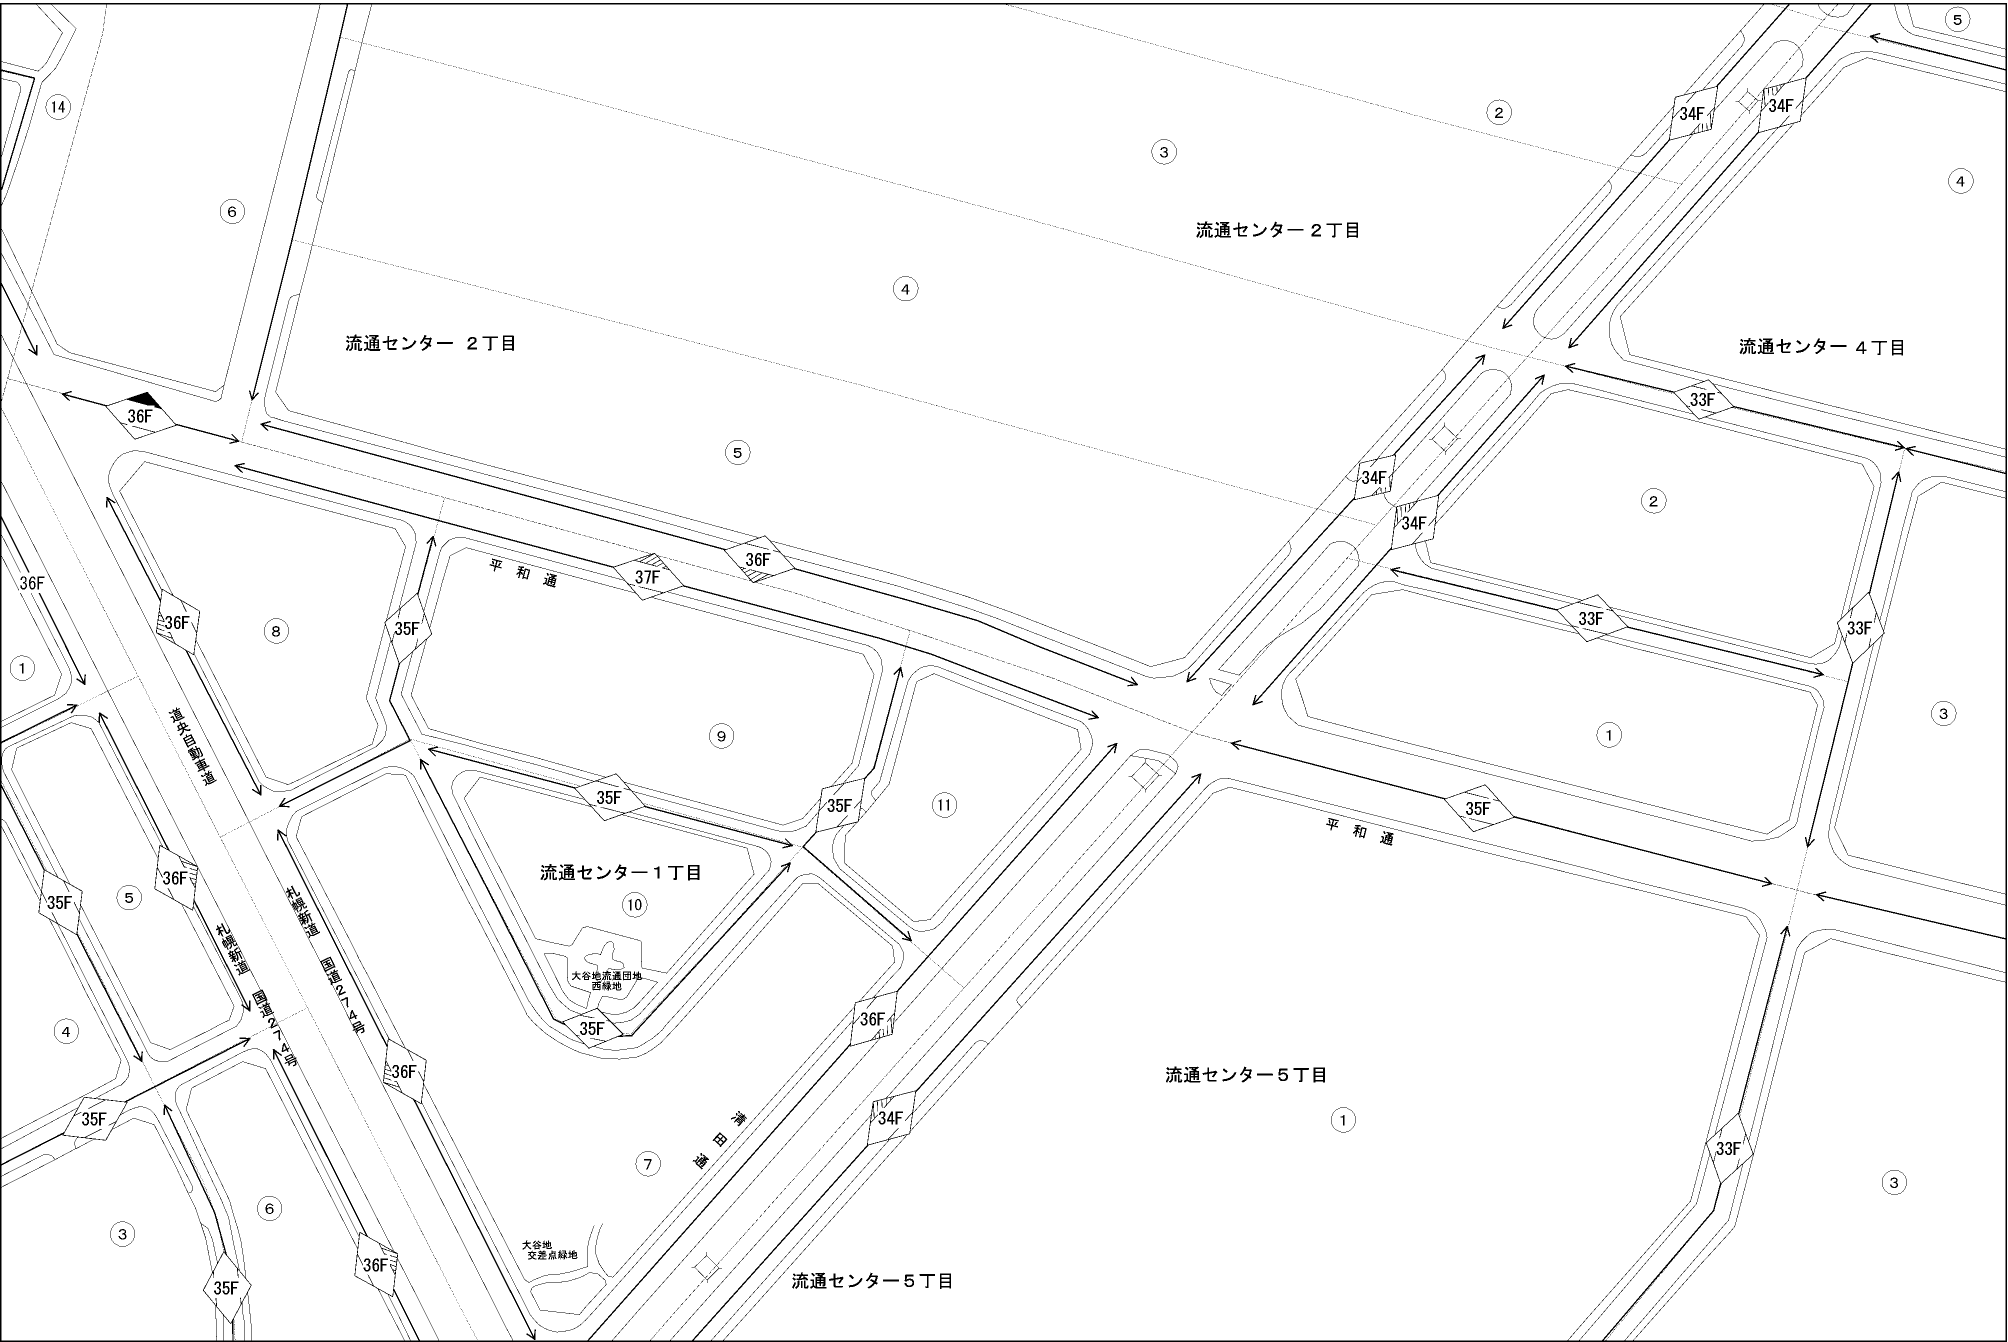 5
14
2
34F
34F
3
4
6
流通センター２丁目
4
流通センター ２丁目
流通センター ４丁目
33F
36F
5
34F
2
34F
36F
37F
平和通
36F
36F
8
35F
33F
33F
1
道央自動車道
9
3
1
35F
35F
11
35F
平和通
流通センター１丁目
36F
5
35F
10
札幌新道 国道２７４号
札幌新道 国道２７４号
大谷地流通団地
西緑地
36F
35F
4
36F
流通センター５丁目
34F
35F
1
清田通
33F
7
3
6
3
大谷地
交差点緑地
36F
35F
流通センター５丁目